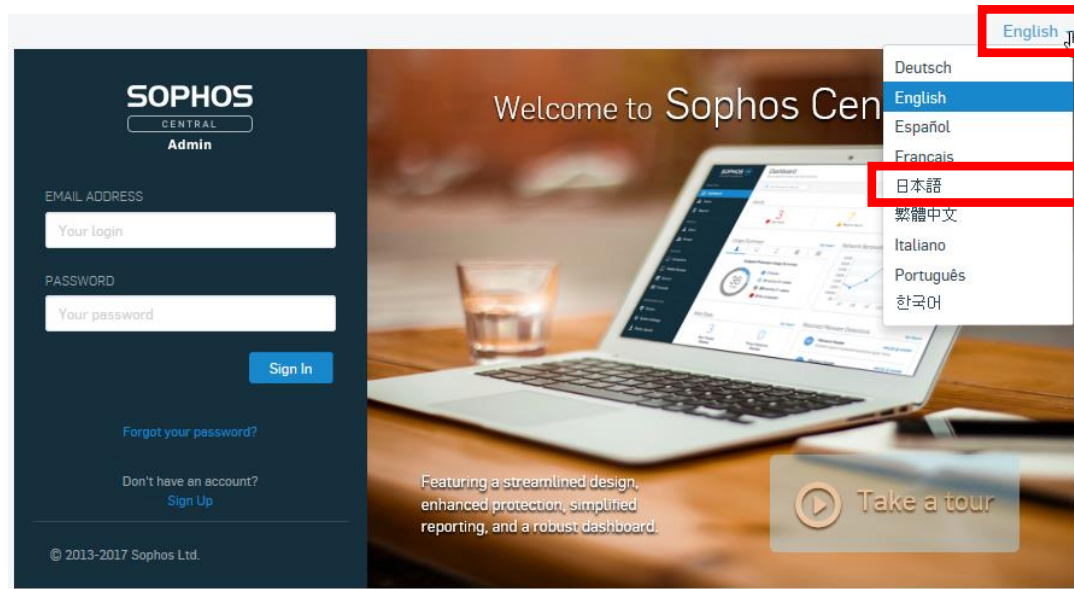 English
Deutsch
English
Español
Français
日本語
繁體中文
Italiano
Português
한국어
SOPHOS
CENTRAL
Admin
EMAIL ADDRESS
Your login
PASSWORD
Your password
Sign In
Forgot your password?
Don't have an account?
Sign Up
© 2013-2017 Sophos Ltd.
Welcome to Sophos Cen
SOPHOS
Dashboard
Featuring a streamlined design,
enhanced protection, simplified
reporting, and a robust dashboard.
Take a tour